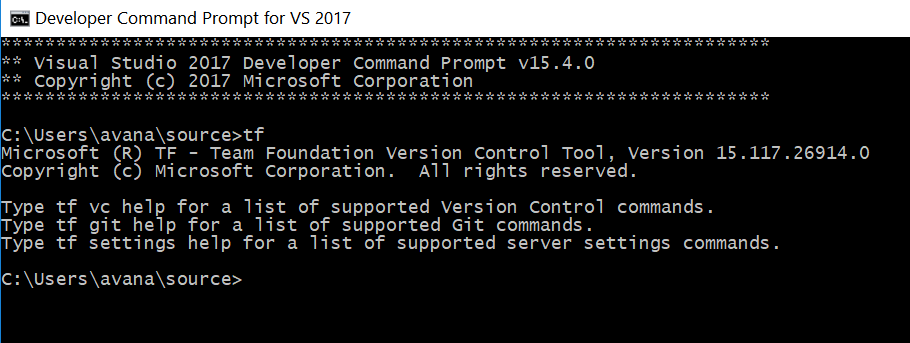 C:\.
Developer Command Prompt for VS 2017
**********************************************************************
** Visual Studio 2017 Developer Command Prompt v15.4.0
** Copyright (c) 2017 Microsoft Corporation
**********************************************************************
C:\Users\avana\source>tf
Microsoft (R) TF - Team Foundation Version Control Tool, Version 15.117.26914.0
Copyright (c) Microsoft Corporation.  All rights reserved.
Type tf vc help for a list of supported Version Control commands.
Type tf git help for a list of supported Git commands.
Type tf settings help for a list of supported server settings commands.
C:\Users\avana\source>